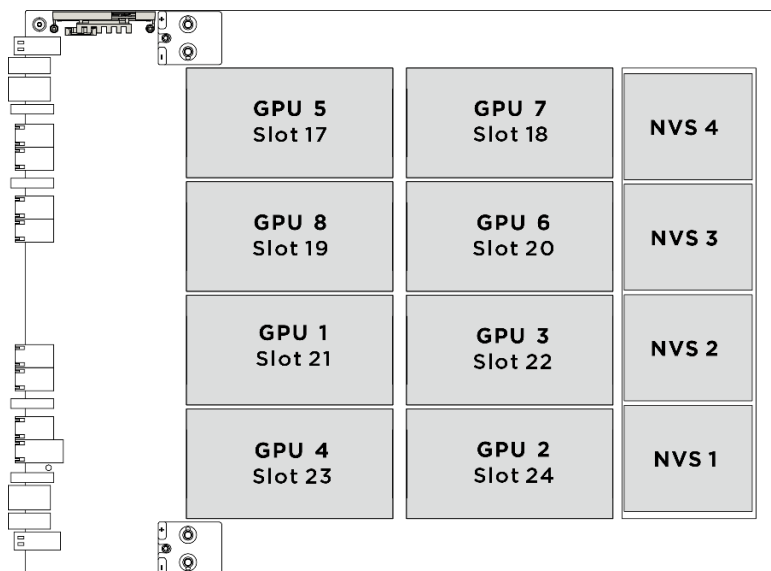 GPU 5
Slot 17
GPU 7
Slot 18
NVS 4
GPU 8
Slot 19
GPU 6
Slot 20
NVS 3
GPU 1
Slot 21
GPU 3
Slot 22
NVS 2
GPU 4
Slot 23
GPU 2
Slot 24
NVS 1